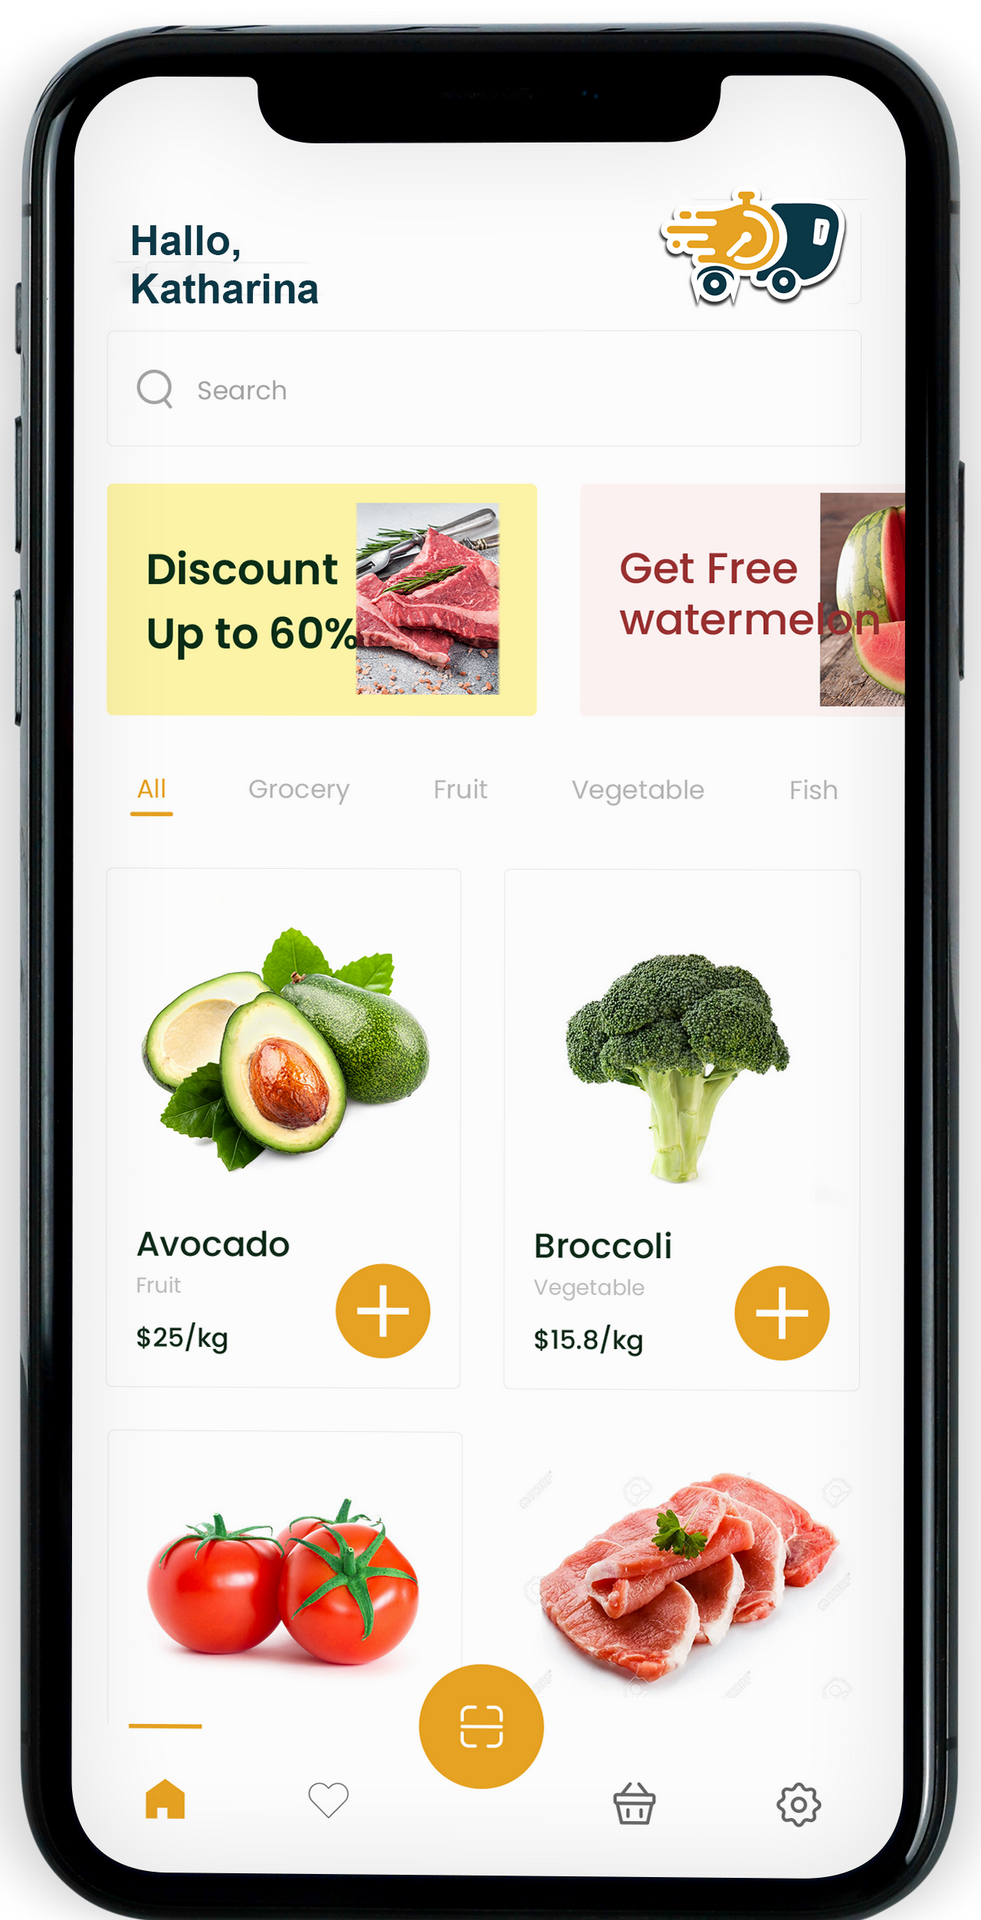 Hallo,
Katharina
Search
Discount
Up to 60%
Get Free
watermelon
All Grocery Fruit Vegetable Fish
Avocado
Fruit
$25/kg
Broccoli
Vegetable
$15.8/kg